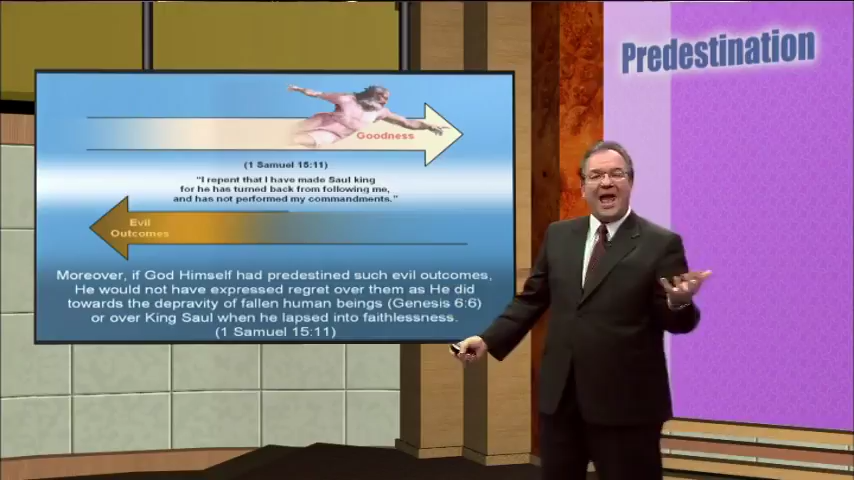 Predestination
Goodness
(1 Samuel 15:11)
"I repent that I have made Saul king
for he has turned back from following me,
and has not performed my commandments."
Evil
Outcomes
Moreover, if God Himself had predestined such evil outcomes,
He would not have expressed regret over them as He did
towards the depravity of fallen human beings (Genesis 6:6)
or over King Saul when he lapsed into faithlessness.
(1 Samuel 15:11)